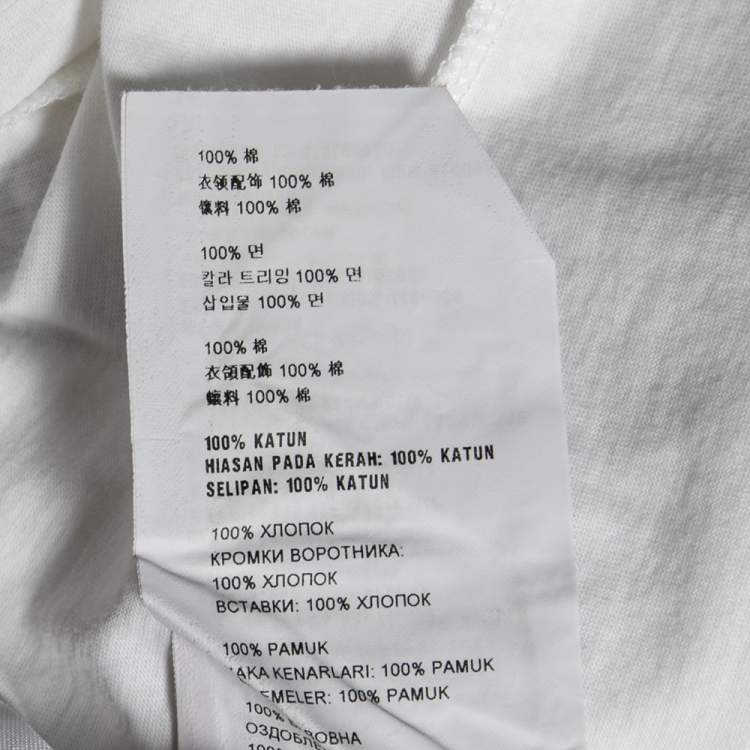 100% 棉
衣领配饰 100% 棉
镶料 100% 棉
100% 면
칼라 트리밍 100% 면
삽입물 100% 면
100% 棉
衣領配飾 100% 棉
鑲料 100% 棉
100% KATUN
HIASAN PADA KERAH: 100% KATUN
SELIPAN: 100% KATUN
100% ХЛОПОК
КРОМКИ ВОРОТНИКА:
100% ХЛОПОК
ВСТАВКИ: 100% ХЛОПОК
100% PAMUK
KENARLARI: 100% PAMUK
100% PAMUK
100%
100%